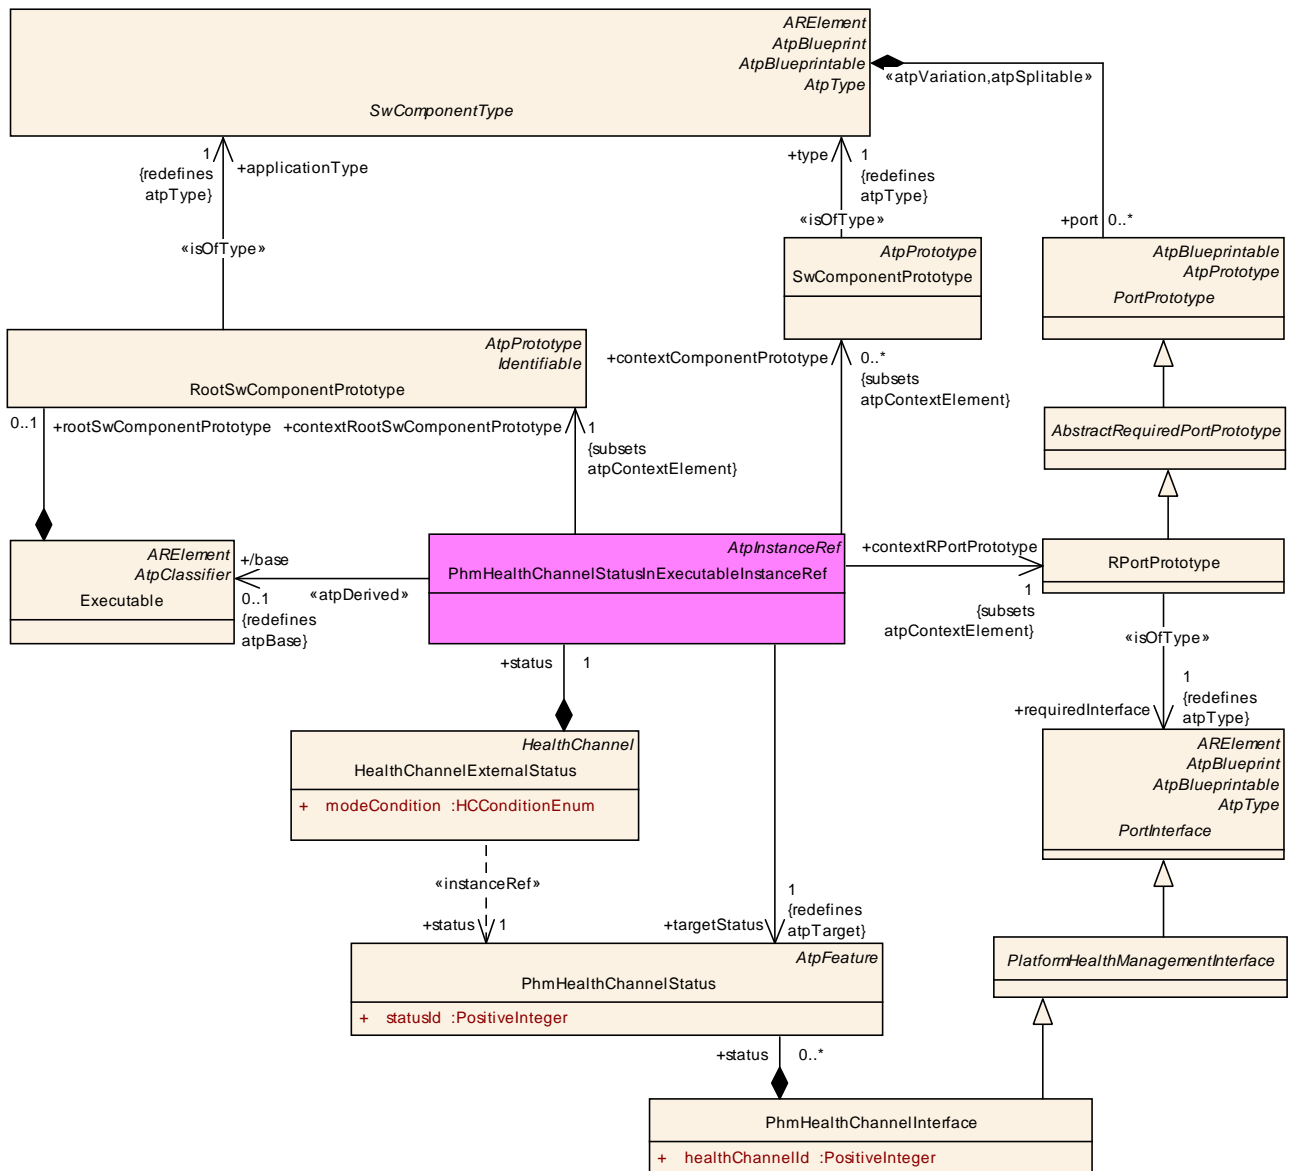 ARElement
AtpBlueprint
AtpBlueprintable
AtpType
SwComponentType
«atpVariation,atpSplitable»
1
{redefines
atpType}
+applicationType
+type
1
{redefines
atpType}
«isOfType»
«isOfType»
+port
0..*
AtpPrototype
SwComponentPrototype
AtpBlueprintable
AtpPrototype
PortPrototype
AtpPrototype
Identifiable
RootSwComponentPrototype
+contextComponentPrototype
0..*
{subsets
atpContextElement}
0..1
+rootSwComponentPrototype
+contextRootSwComponentPrototype
1
{subsets
atpContextElement}
AbstractRequiredPortPrototype
ARElement
AtpClassifier
Executable
+/base
0..1
{redefines
atpBase}
«atpDerived»
AtpInstanceRef
PhmHealthChannelStatusInExecutableInstanceRef
+contextRPortPrototype
1
{subsets
atpContextElement}
RPortPrototype
«isOfType»
+status
1
1
{redefines
atpType}
+requiredInterface
HealthChannel
HealthChannelExternalStatus
+ modeCondition :HCConditionEnum
ARElement
AtpBlueprint
AtpBlueprintable
AtpType
PortInterface
«instanceRef»
+status
1
+targetStatus
1
{redefines
atpTarget}
AtpFeature
PhmHealthChannelStatus
+ statusId :PositiveInteger
PlatformHealthManagementInterface
+status
0..*
PhmHealthChannelInterface
+ healthChannelId :PositiveInteger